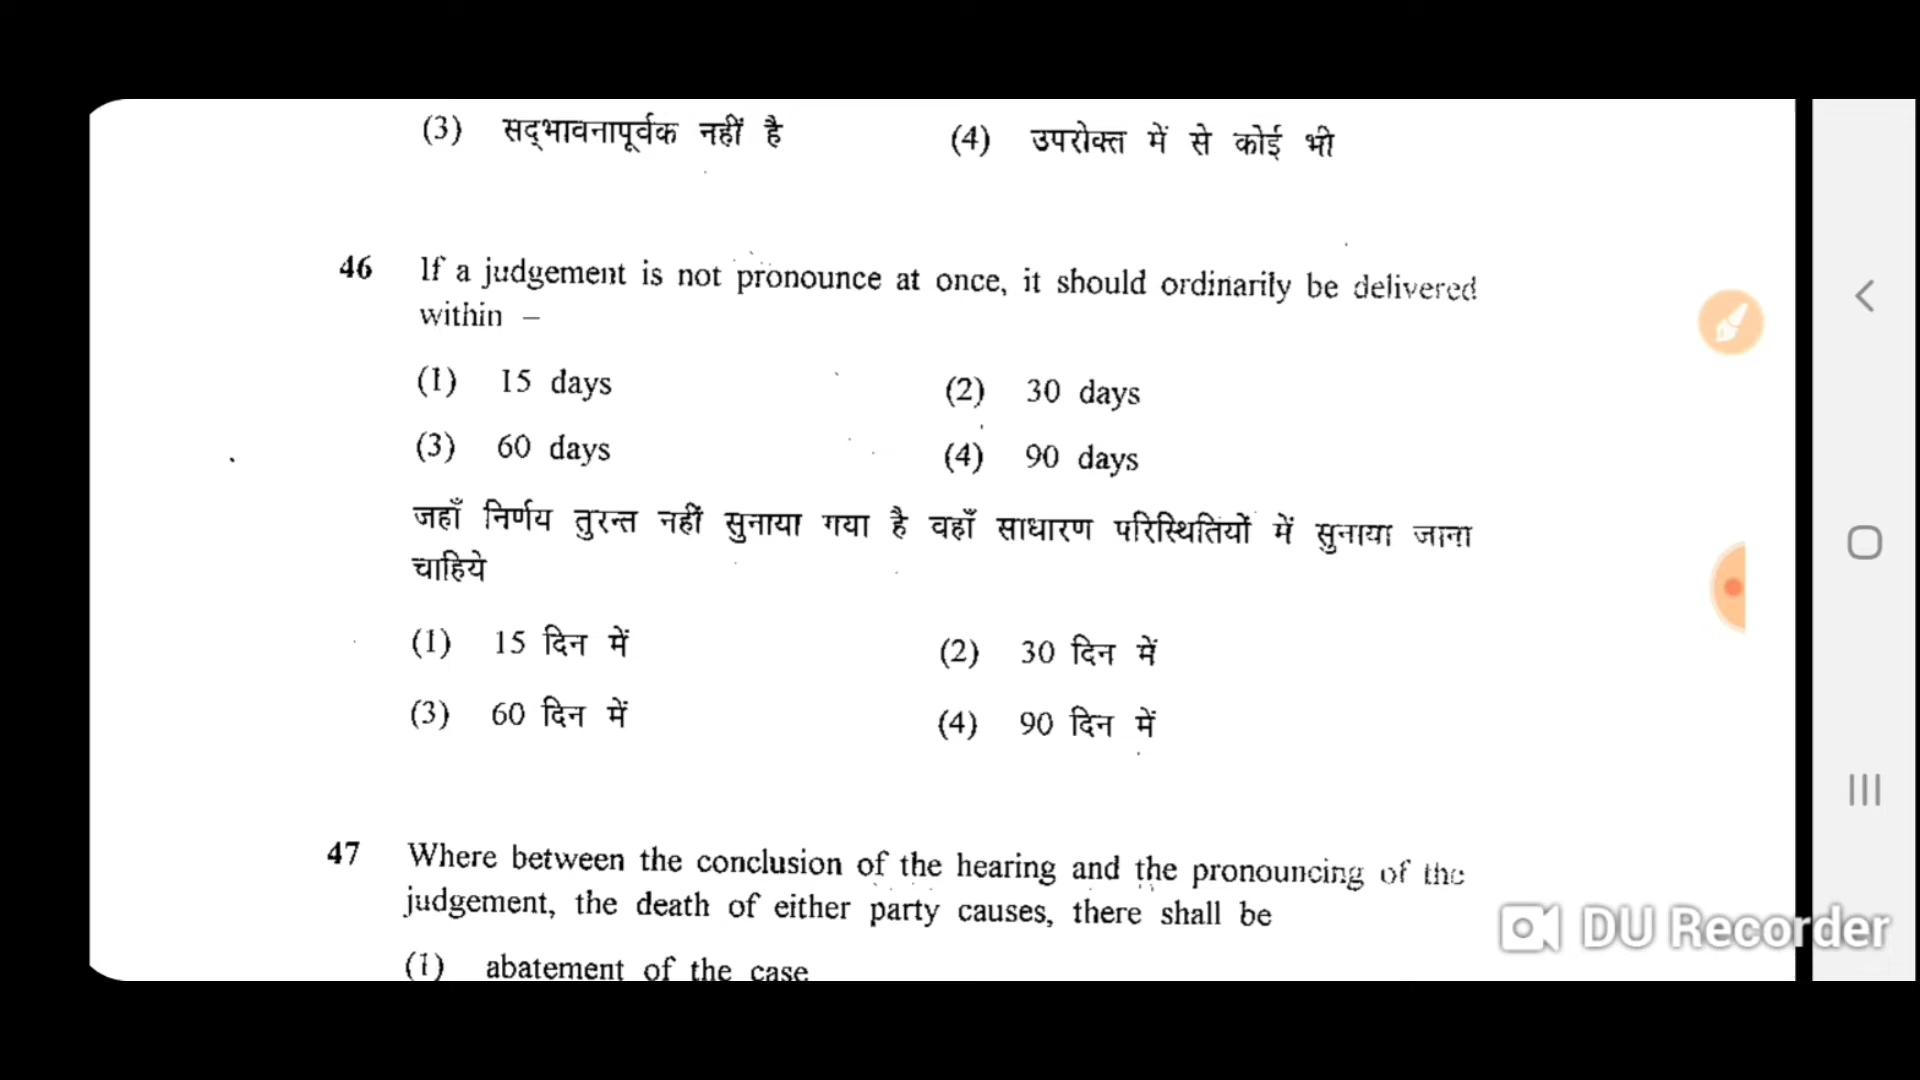 (3) सद्भावनापूर्वक नहीं है (4) उपरोक्त में से कोई भी
46 If a judgement is not pronounce at once, it should ordinarily be delivered
within –
(1) 15 days (2) 30 days
(3) 60 days (4) 90 days
जहाँ निर्णय तुरन्त नहीं सुनाया गया है वहाँ साधारण परिस्थितियों में सुनाया जाना
चाहिये
(1) 15 दिन में (2) 30 दिन में
(3) 60 दिन में (4) 90 दिन में
47 Where between the conclusion of the hearing and the pronouncing of the
judgement, the death of either party causes, there shall be
(1) abatement of the case
DU Recorder